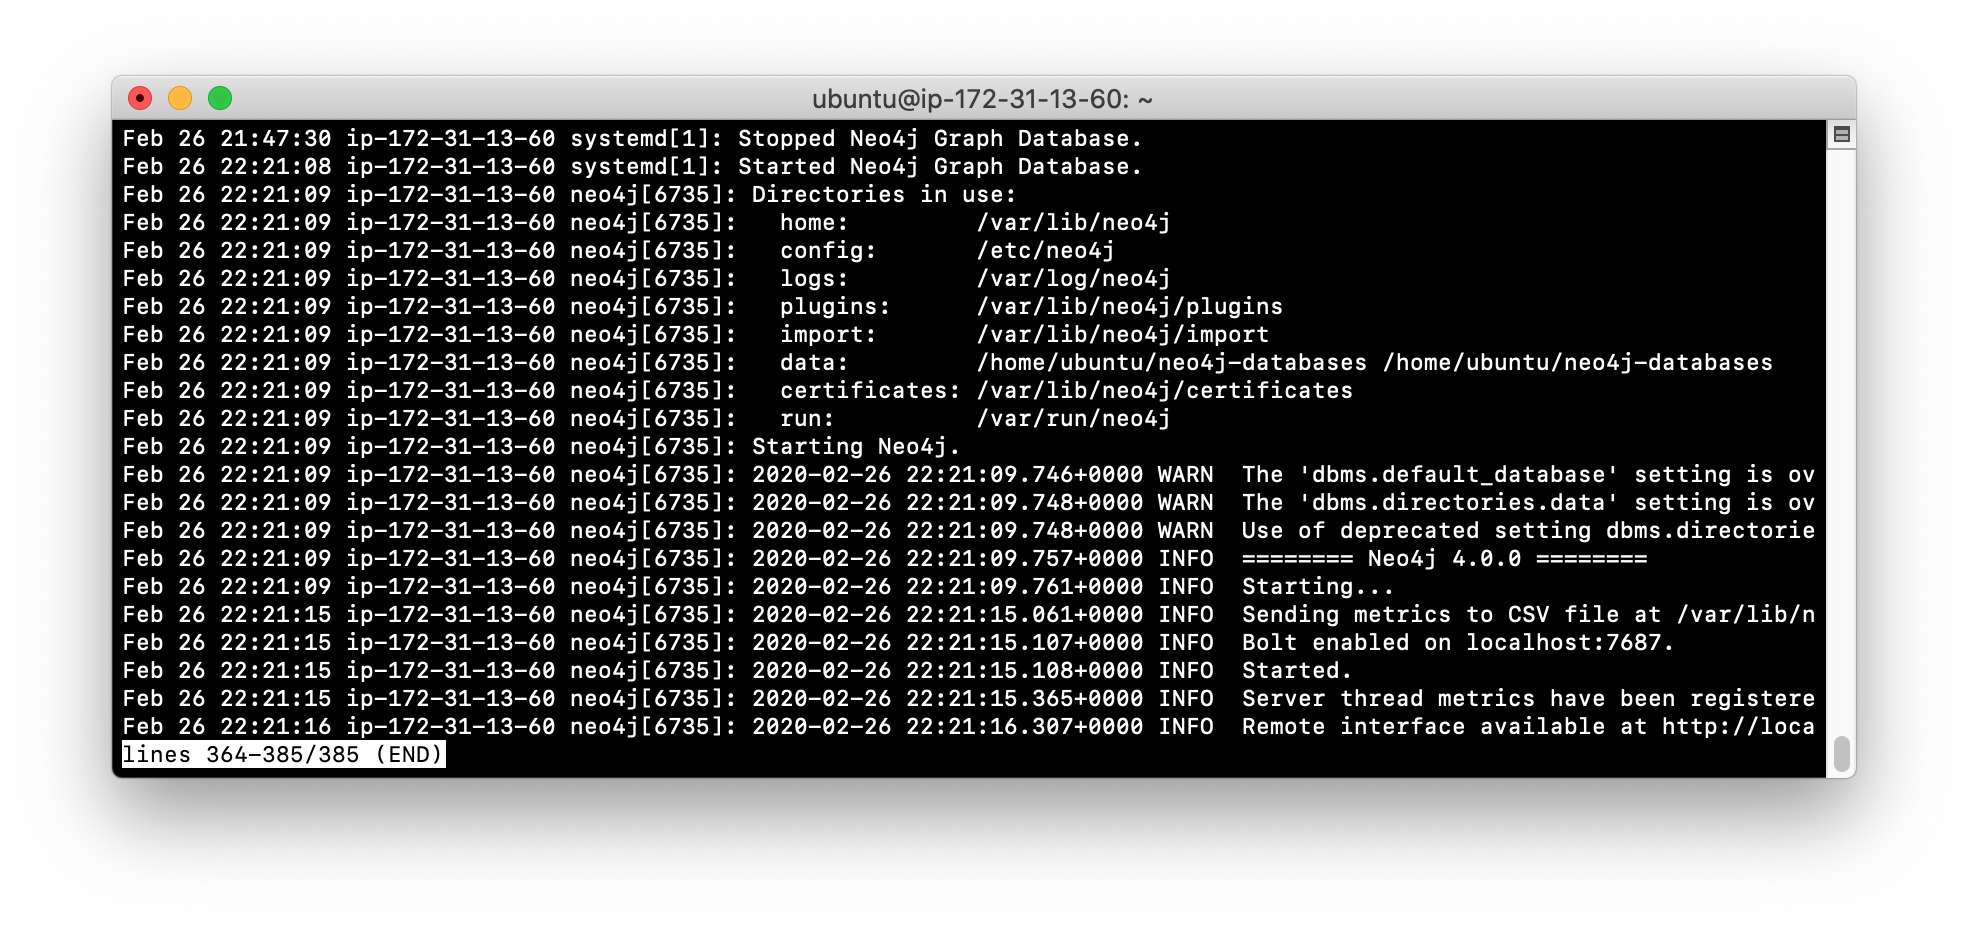 ubuntu@ip-172-31-13-60: ~
Feb 26 21:47:30 ip-172-31-13-60 systemd[1]: Stopped Neo4j Graph Database.
Feb 26 22:21:08 ip-172-31-13-60 systemd[1]: Started Neo4j Graph Database.
Feb 26 22:21:09 ip-172-31-13-60 neo4j[6735]: Directories in use:
Feb 26 22:21:09 ip-172-31-13-60 neo4j[6735]:   home:         /var/lib/neo4j
Feb 26 22:21:09 ip-172-31-13-60 neo4j[6735]:   config:       /etc/neo4j
Feb 26 22:21:09 ip-172-31-13-60 neo4j[6735]:   logs:         /var/log/neo4j
Feb 26 22:21:09 ip-172-31-13-60 neo4j[6735]:   plugins:      /var/lib/neo4j/plugins
Feb 26 22:21:09 ip-172-31-13-60 neo4j[6735]:   import:       /var/lib/neo4j/import
Feb 26 22:21:09 ip-172-31-13-60 neo4j[6735]:   data:         /home/ubuntu/neo4j-databases /home/ubuntu/neo4j-databases
Feb 26 22:21:09 ip-172-31-13-60 neo4j[6735]:   certificates: /var/lib/neo4j/certificates
Feb 26 22:21:09 ip-172-31-13-60 neo4j[6735]:   run:          /var/run/neo4j
Feb 26 22:21:09 ip-172-31-13-60 neo4j[6735]: Starting Neo4j.
Feb 26 22:21:09 ip-172-31-13-60 neo4j[6735]: 2020-02-26 22:21:09.746+0000 WARN  The 'dbms.default_database' setting is ov
Feb 26 22:21:09 ip-172-31-13-60 neo4j[6735]: 2020-02-26 22:21:09.748+0000 WARN  The 'dbms.directories.data' setting is ov
Feb 26 22:21:09 ip-172-31-13-60 neo4j[6735]: 2020-02-26 22:21:09.748+0000 WARN  Use of deprecated setting dbms.directorie
Feb 26 22:21:09 ip-172-31-13-60 neo4j[6735]: 2020-02-26 22:21:09.757+0000 INFO  ======== Neo4j 4.0.0 ========
Feb 26 22:21:09 ip-172-31-13-60 neo4j[6735]: 2020-02-26 22:21:09.761+0000 INFO  Starting...
Feb 26 22:21:15 ip-172-31-13-60 neo4j[6735]: 2020-02-26 22:21:15.061+0000 INFO  Sending metrics to CSV file at /var/lib/n
Feb 26 22:21:15 ip-172-31-13-60 neo4j[6735]: 2020-02-26 22:21:15.107+0000 INFO  Bolt enabled on localhost:7687.
Feb 26 22:21:15 ip-172-31-13-60 neo4j[6735]: 2020-02-26 22:21:15.108+0000 INFO  Started.
Feb 26 22:21:15 ip-172-31-13-60 neo4j[6735]: 2020-02-26 22:21:15.365+0000 INFO  Server thread metrics have been registere
Feb 26 22:21:16 ip-172-31-13-60 neo4j[6735]: 2020-02-26 22:21:16.307+0000 INFO  Remote interface available at http://loca
lines 364-385/385 (END)